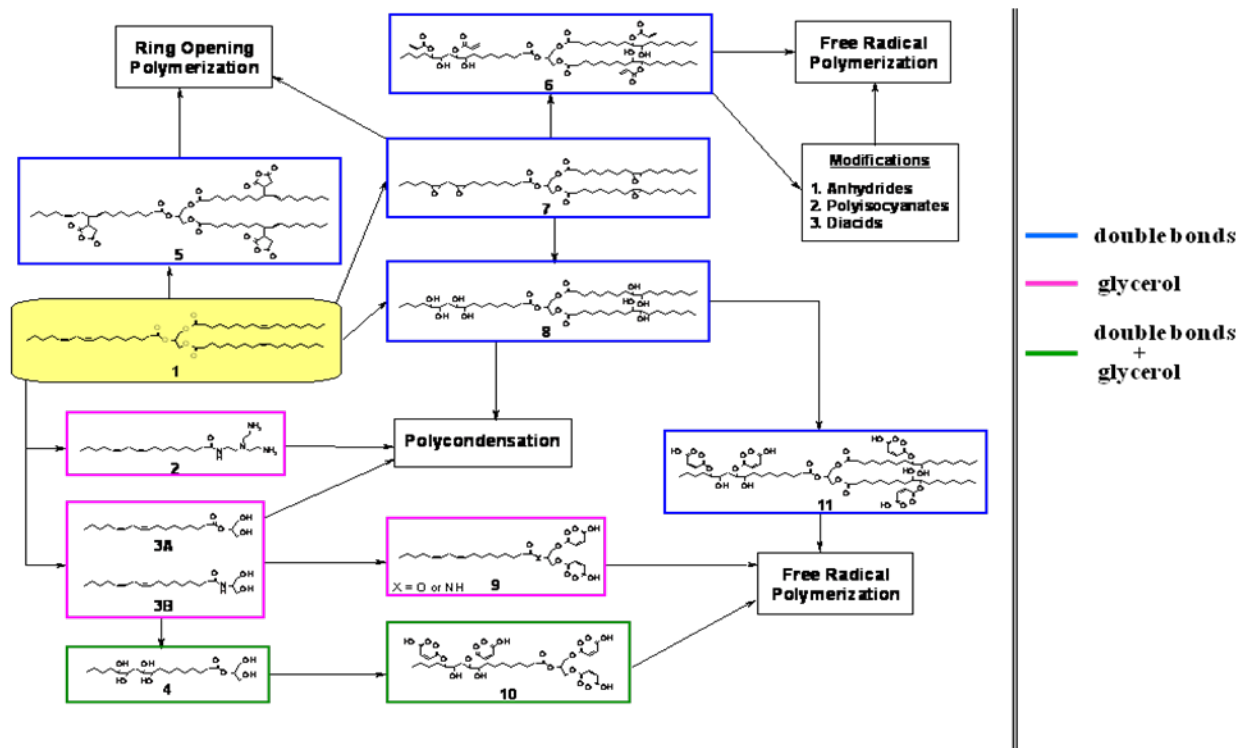 Ring Opening
Polymerization
6
Free Radical
Polymerization
5
7
Modifications
1. Anhydrides
2. Polyisocyanates
3. Diacids
double bonds
glycerol
double bonds
+
glycerol
1
8
2
Polycondensation
3A
3B
X = O or NH
9
11
Free Radical
Polymerization
4
10